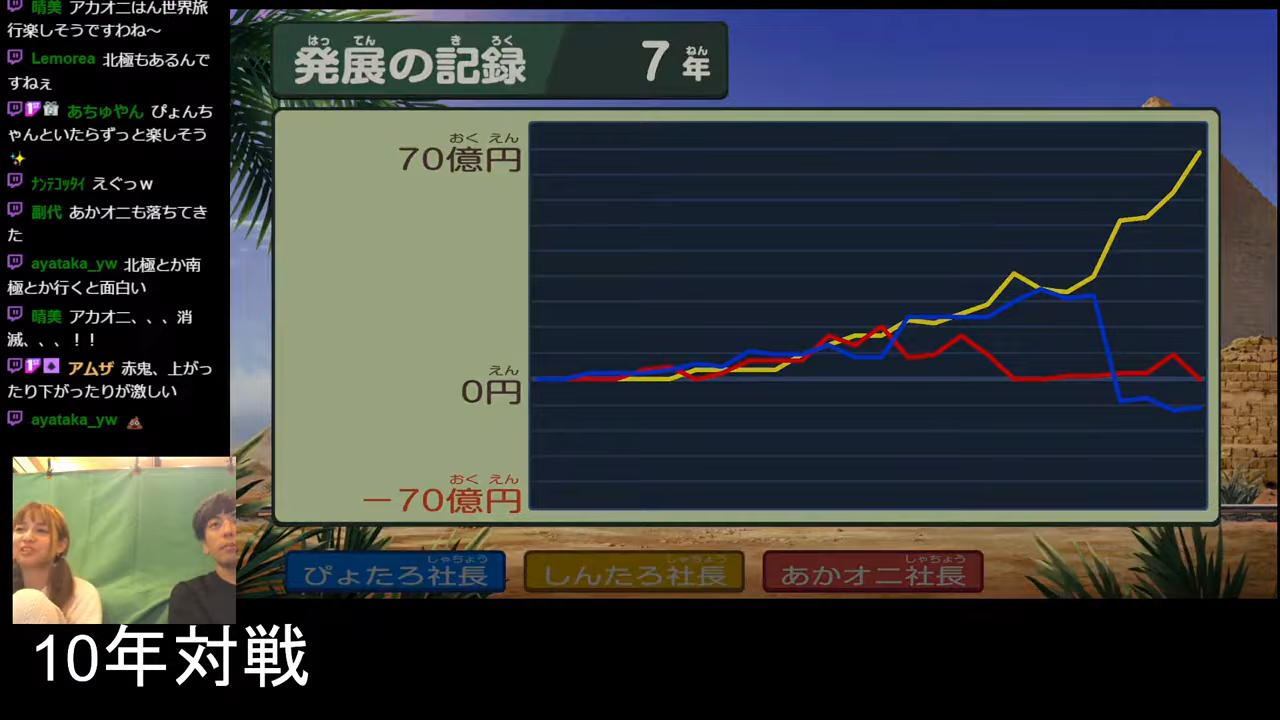 晴美 アカオニはん世界旅
行楽しそうですわね〜
Lemorea 北極もあるんで
すねぇ
あちゅやん ぴょんち
ゃんといたらずっと楽しそう
✨
ﾅﾝﾃﾞｺｯﾀｲ えぐっｗ
副代 あかオニも落ちてき
た
ayataka_yw 北極とか南
極とか行くと面白い
晴美 アカオニ、、、消
滅、、、！！
アムザ 赤鬼、上がっ
たり下がったりが激しい
ayataka_yw 💩
はってん きろく
発展の記録
ねん
7年
おくえん
70億円
えん
0円
おくえん
－70億円
しゃちょう
ぴょたろ社長
しゃちょう
しんたろ社長
しゃちょう
あかオニ社長
10年対戦